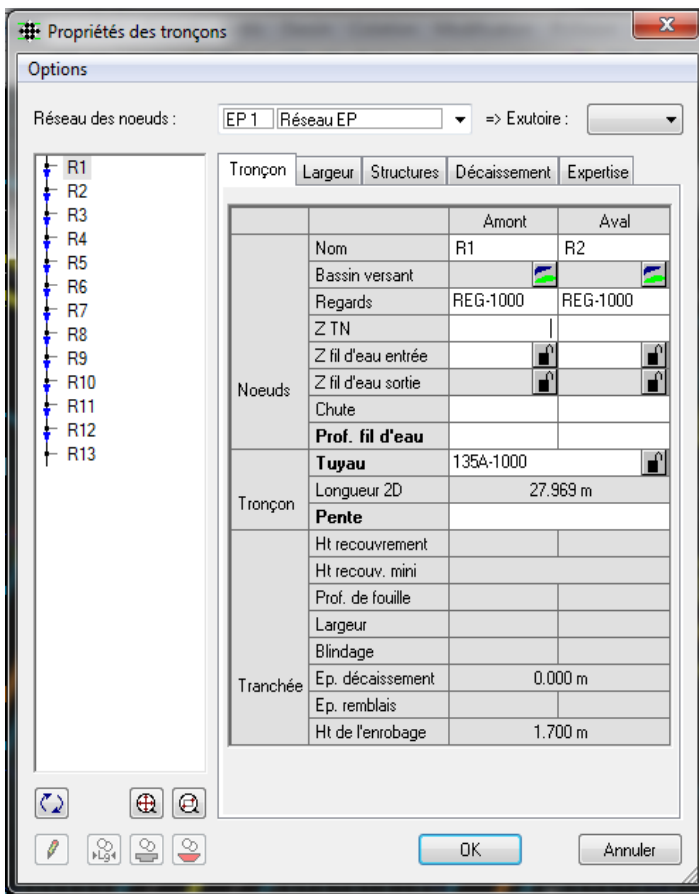 Propriétés des tronçons
Options
Réseau des noeuds : EP 1 Réseau EP => Exutoire :
R1
R2
R3
R4
R5
R6
R7
R8
R9
R10
R11
R12
R13
Tronçon Largeur Structures Décaissement Expertise
Amont Aval
Noeuds
Nom R1 R2
Bassin versant
Regards REG-1000 REG-1000
Z TN
Z fil d'eau entrée
Z fil d'eau sortie
Chute
Prof. fil d'eau
Tronçon
Tuyau 135A-1000
Longueur 2D 27.969 m
Pente
Tranchée
Ht recouvrement
Ht recouv. mini
Prof. de fouille
Largeur
Blindage
Ep. décaissement 0.000 m
Ep. remblais
Ht de l'enrobage 1.700 m
Lg
OK Annuler